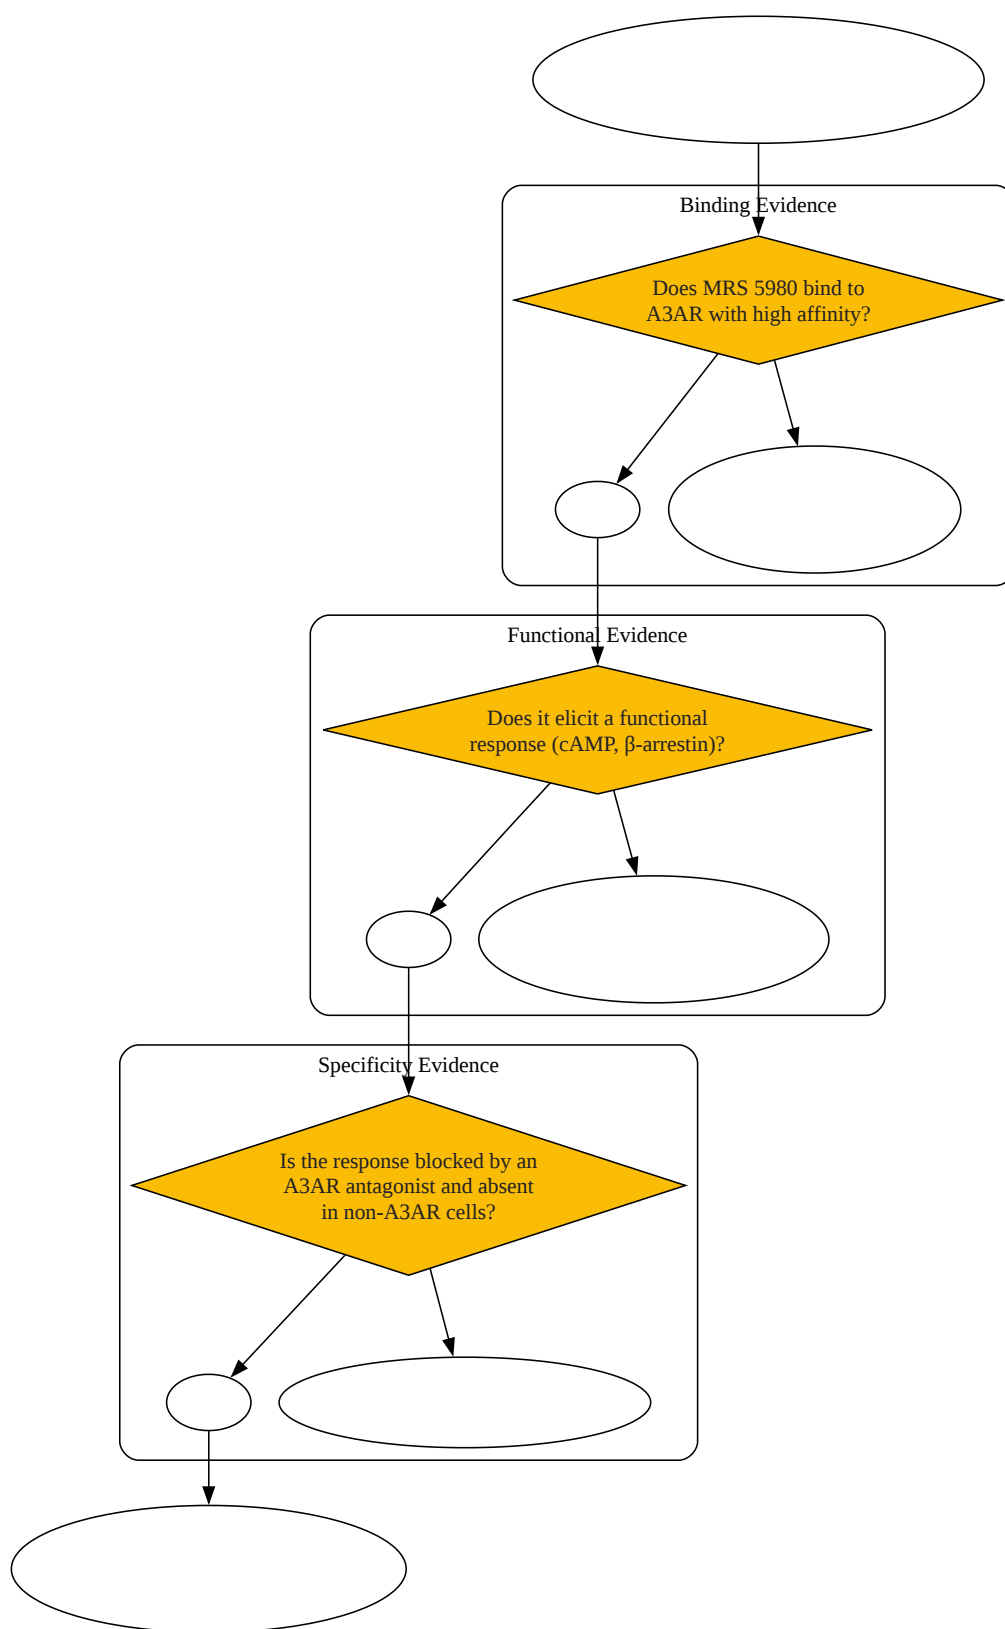 Binding Evidence
Does MRS 5980 bind to
A3AR with high affinity?
Functional Evidence
Does it elicit a functional
response (cAMP, β-arrestin)?
Specificity Evidence
Is the response blocked by an
A3AR antagonist and absent
in non-A3AR cells?